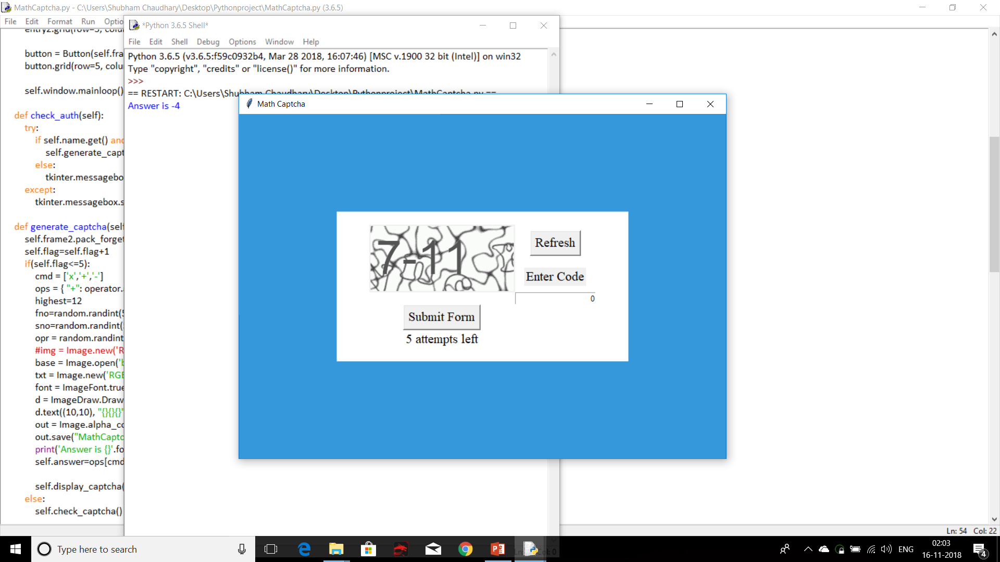 MathCaptcha.py - C:\Users\Shubham Chaudhary\Desktop\Pythonproject\MathCaptcha.py (3.6.5)
File Edit Format Run Optio
button = Button(self.fra
button.grid(row=5, colu
self.window.mainloop()
def check_auth(self):
try:
if self.name.get() and
self.generate_capt
else:
tkinter.messagebo
except:
tkinter.messagebox.s
def generate_captcha(self
self.frame2.pack_forget
self.flag=self.flag+1
if(self.flag<=5):
cmd = ['x','+','-']
ops = { "+": operator.
highest=12
fno=random.randint(5
sno=random.randint(
opr = random.randint
#img = Image.new('R
base = Image.open('b
txt = Image.new('RGB
font = ImageFont.true
d = ImageDraw.Draw
d.text((10,10), "{}{}{}"
out = Image.alpha_co
out.save("MathCaptc
print('Answer is {}'.fo
self.answer=ops[cmd
self.display_captcha(
else:
self.check_captcha()
*Python 3.6.5 Shell*
File Edit Shell Debug Options Window Help
Python 3.6.5 (v3.6.5:f59c0932b4, Mar 28 2018, 16:07:46) [MSC v.1900 32 bit (Intel)] on win32
Type "copyright", "credits" or "license()" for more information.
>>>
== RESTART: C:\Users\Shubham Chaudhary\Desktop\Pythonproject\MathCaptcha.py ==
Answer is -4
Math Captcha
7-11
Refresh
Enter Code
0
Submit Form
5 attempts left
Ln: 54 Col: 22
Type here to search
ENG
02:03
16-11-2018
4